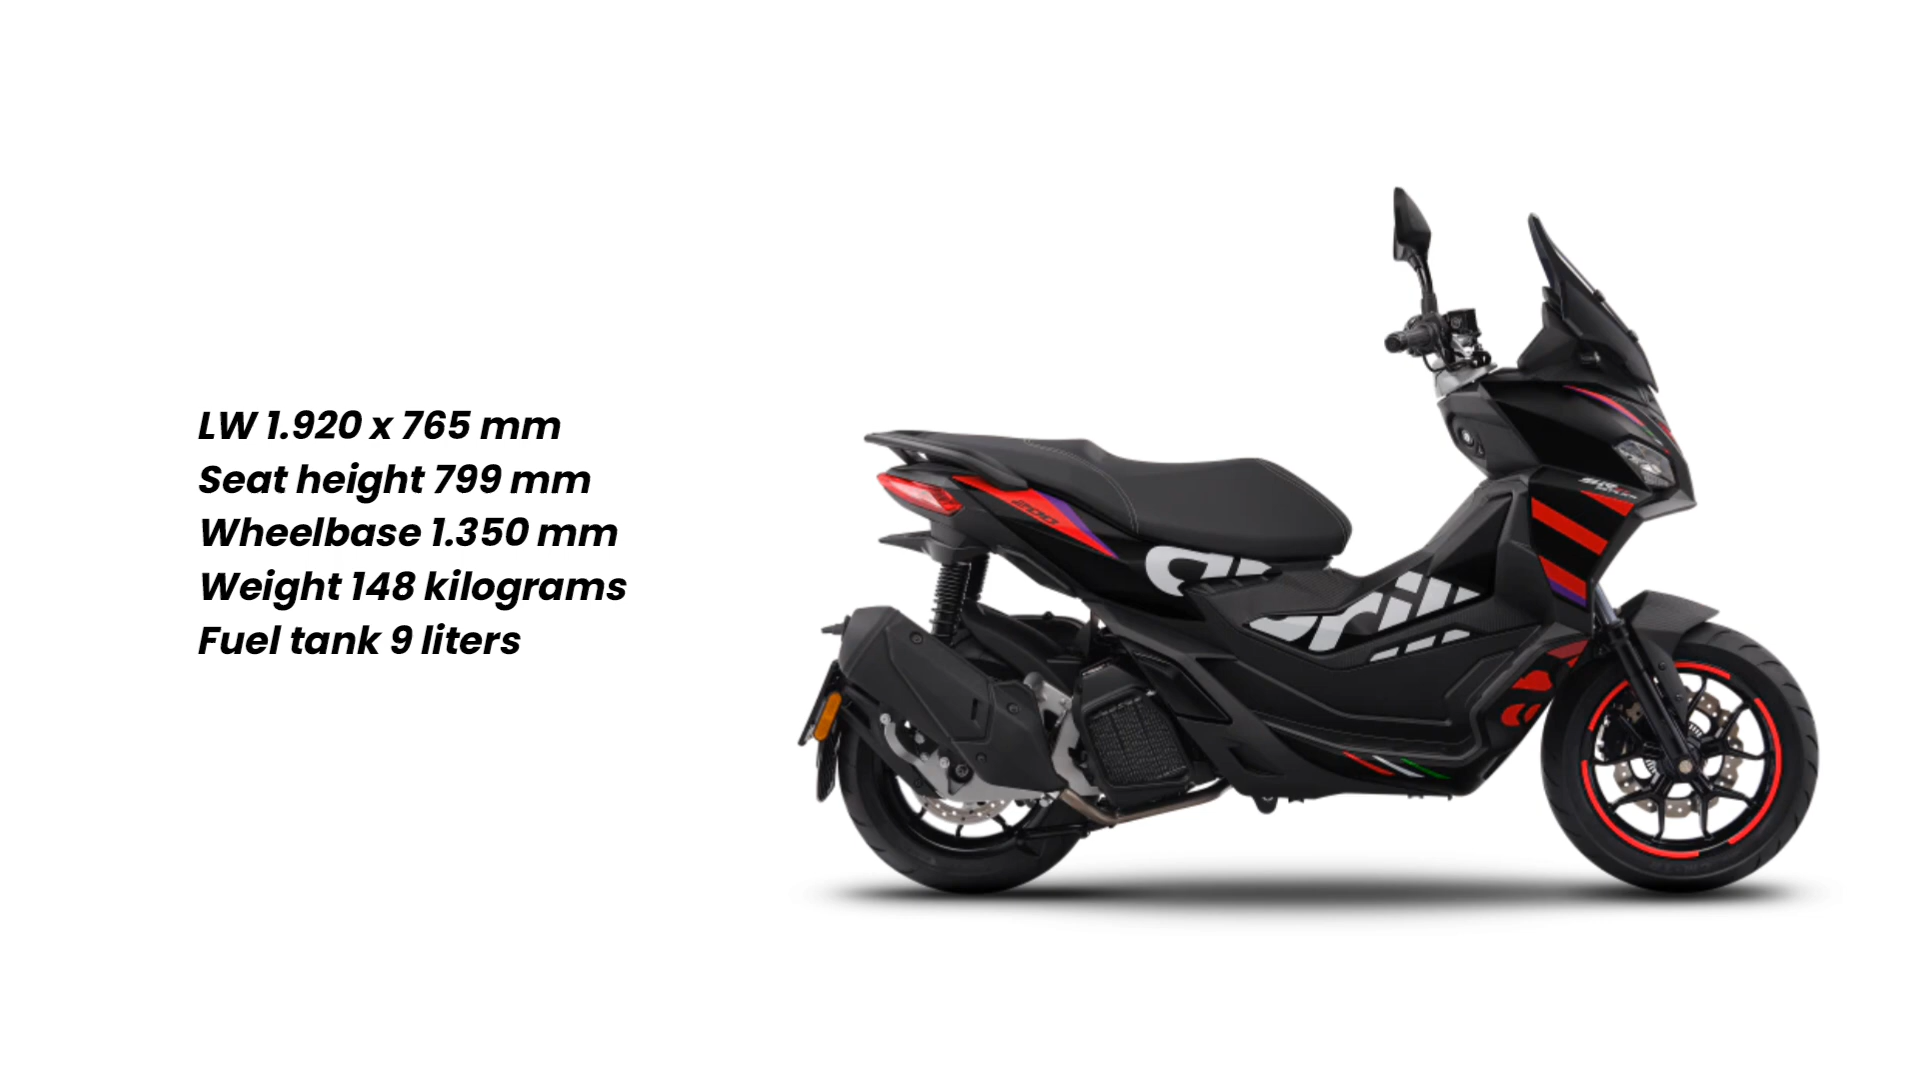 LW 1.920 x 765 mm
Seat height 799 mm
Wheelbase 1.350 mm
Weight 148 kilograms
Fuel tank 9 liters
200